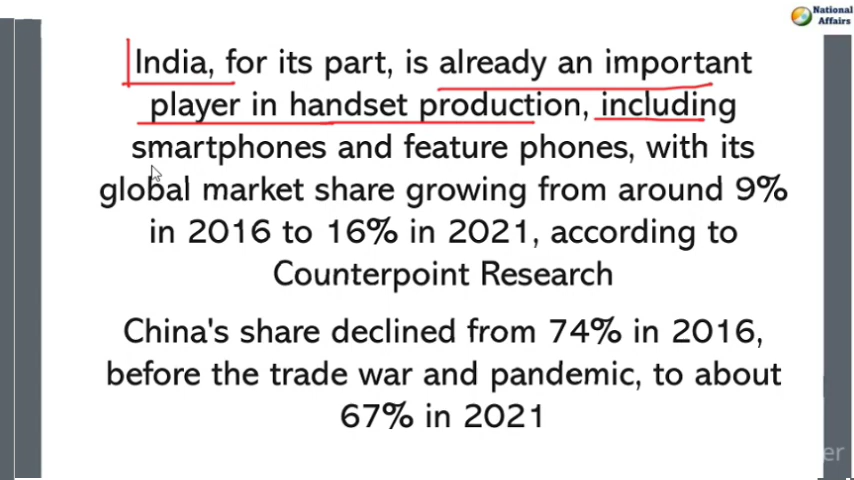 National
Affairs
India, for its part, is already an important
player in handset production, including
smartphones and feature phones, with its
global market share growing from around 9%
in 2016 to 16% in 2021, according to
Counterpoint Research
China's share declined from 74% in 2016,
before the trade war and pandemic, to about
67% in 2021